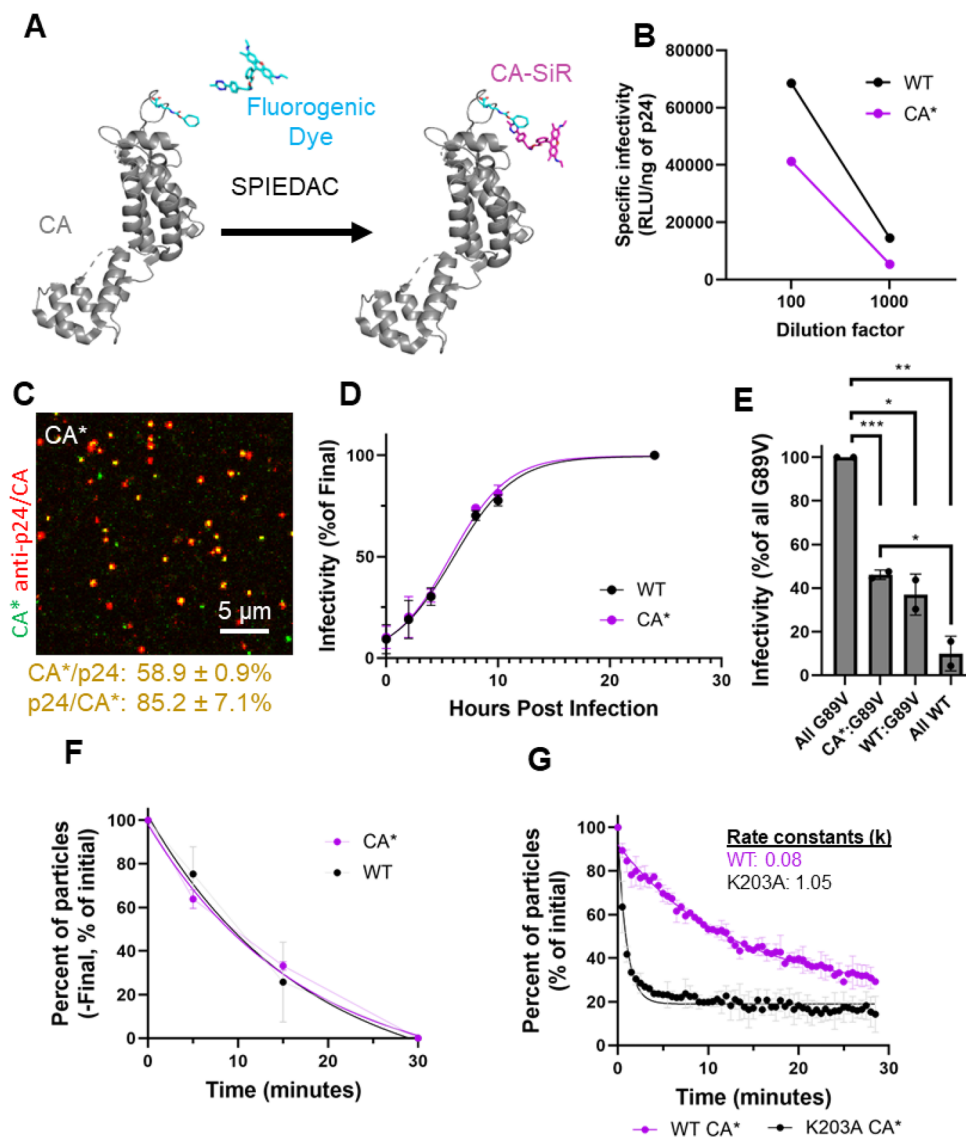 A
Fluorogenic
Dye
SPIEDAC
CA
CA-SiR
B
Specific infectivity
(RLU/ng of p24)
80000
60000
40000
20000
0
100
1000
Dilution factor
WT
CA*
C
CA* anti-p24/CA
CA*
5 µm
CA*/p24: 58.9 ± 0.9%
p24/CA*: 85.2 ± 7.1%
D
Infectivity (%of Final)
100
50
0
0
10
20
30
Hours Post Infection
WT
CA*
E
Infectivity (%of all G89V)
100
80
60
40
20
0
**
*
***
*
All G89V
CA*:G89V
WT:G89V
All WT
F
Percent of particles
(-Final, % of initial)
100
80
60
40
20
0
0
10
20
30
Time (minutes)
CA*
WT
G
Percent of particles
(% of initial)
100
80
60
40
20
0
0
10
20
30
Time (minutes)
Rate constants (k)
WT: 0.08
K203A: 1.05
WT CA*
K203A CA*